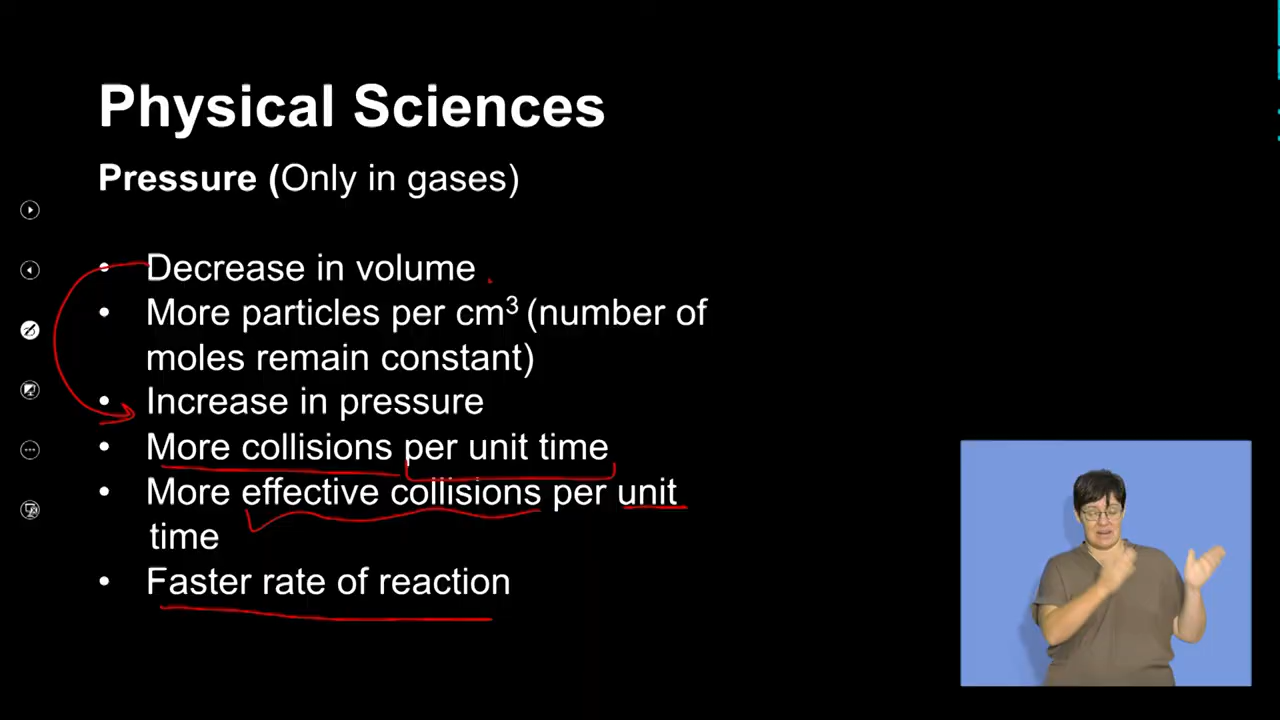 Physical Sciences
Pressure (Only in gases)
• Decrease in volume
• More particles per cm³ (number of
moles remain constant)
• Increase in pressure
• More collisions per unit time
• More effective collisions per unit
time
• Faster rate of reaction